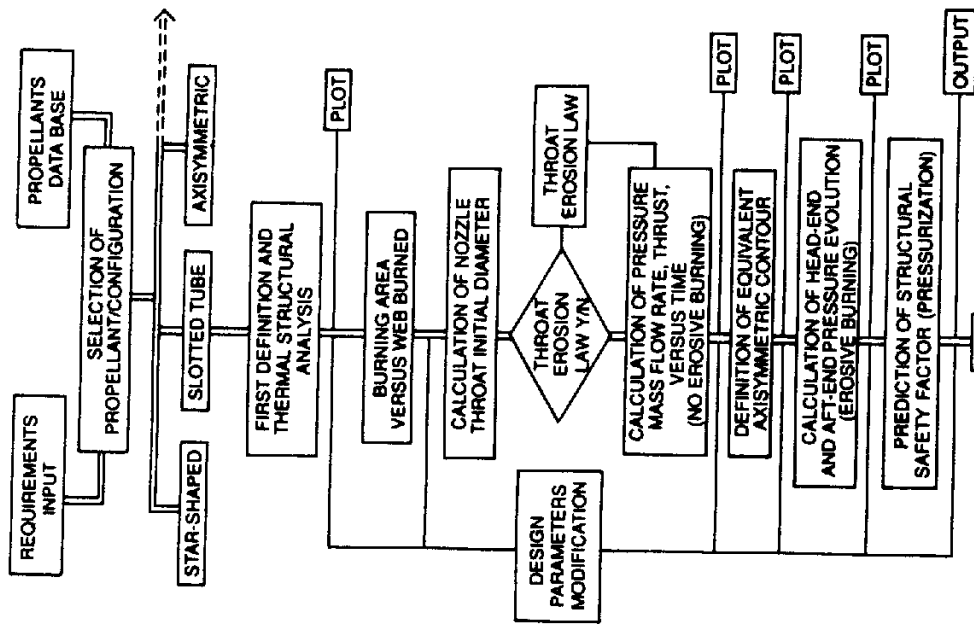 REQUIREMENTS
INPUT
PROPELLANTS
DATA BASE
SELECTION OF
PROPELLANT/CONFIGURATION
STAR-SHAPED
SLOTTED TUBE
AXISYMMETRIC
FIRST DEFINITION AND
THERMAL STRUCTURAL
ANALYSIS
PLOT
BURNING AREA
VERSUS WEB BURNED
CALCULATION OF NOZZLE
THROAT INITIAL DIAMETER
THROAT
EROSION
LAW Y/N
THROAT
EROSION LAW
DESIGN
PARAMETERS
MODIFICATION
CALCULATION OF PRESSURE
MASS FLOW RATE, THRUST,
VERSUS TIME
(NO EROSIVE BURNING)
PLOT
DEFINITION OF EQUIVALENT
AXISYMMETRIC CONTOUR
PLOT
CALCULATION OF HEAD-END
AND AFT-END PRESSURE EVOLUTION
(EROSIVE BURNING)
PLOT
PREDICTION OF STRUCTURAL
SAFETY FACTOR (PRESSURIZATION)
OUTPUT